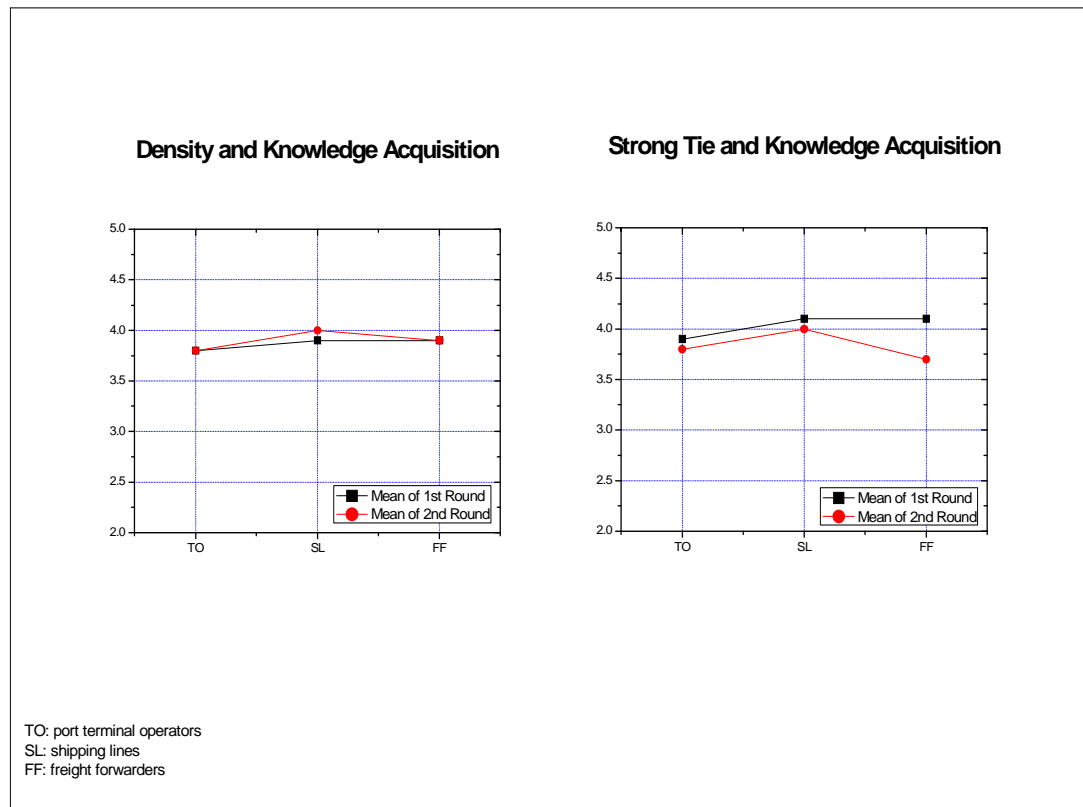 Density and Knowledge Acquisition
5.0
4.5
4.0
3.5
3.0
2.5
2.0
TO
SL
FF
Mean of 1st Round
Mean of 2nd Round
Strong Tie and Knowledge Acquisition
5.0
4.5
4.0
3.5
3.0
2.5
2.0
TO
SL
FF
Mean of 1st Round
Mean of 2nd Round
TO: port terminal operators
SL: shipping lines
FF: freight forwarders